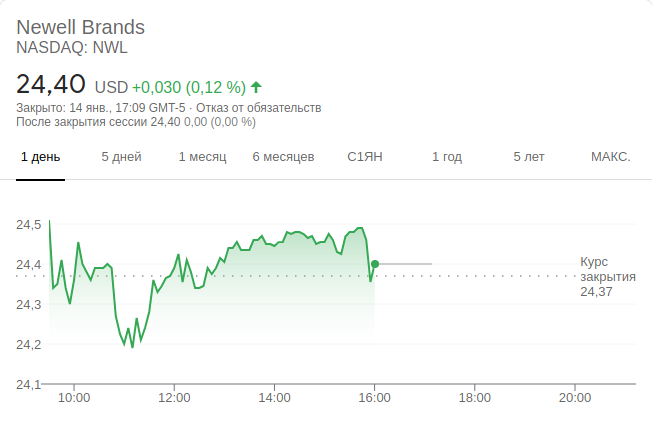 Newell Brands
NASDAQ: NWL
24,40 USD +0,030 (0,12 %)
Закрыто: 14 янв., 17:09 GMT-5 · Отказ от обязательств
После закрытия сессии 24,40 0,00 (0,00 %)
1 день 5 дней 1 месяц 6 месяцев С1ЯН 1 год 5 лет МАКС.
24,5
24,4
24,3
24,2
24,1
Курс
закрытия
24,37
10:00 12:00 14:00 16:00 18:00 20:00